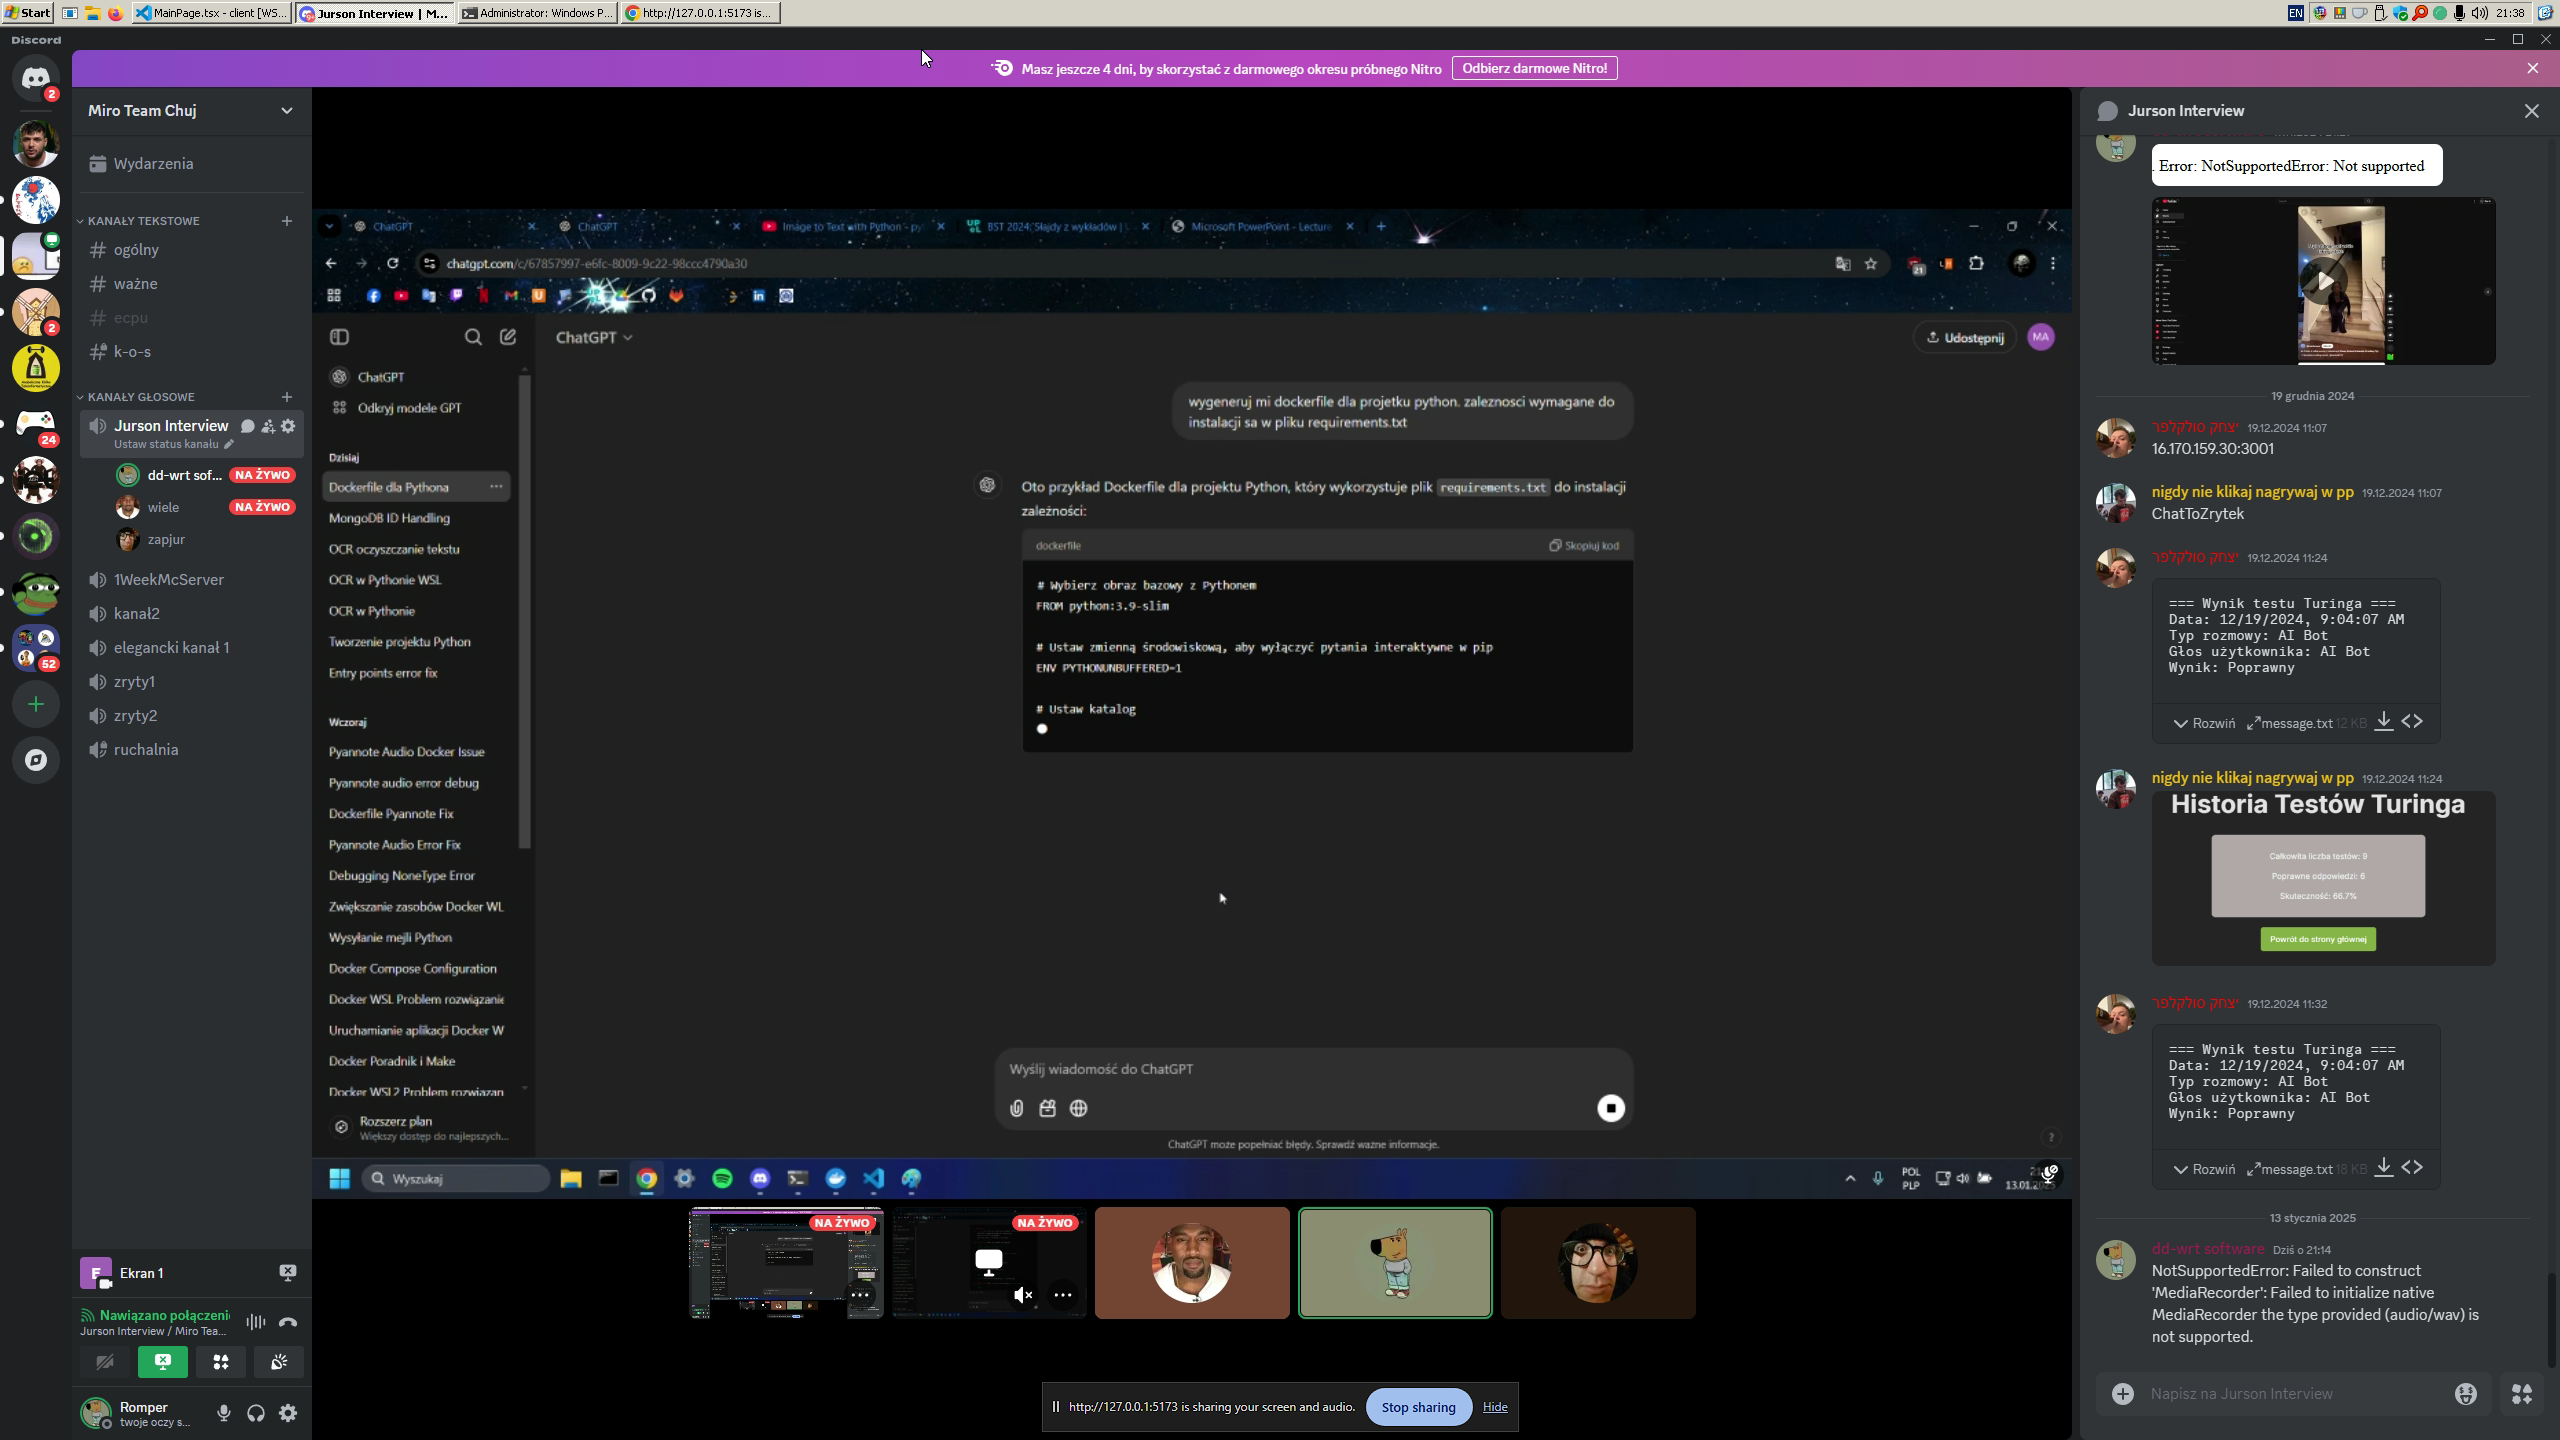 Start
MainPage.tsx - client [WS...
Jurson Interview | M...
Administrator: Windows P...
http://127.0.0.1:5173 is...
EN
21:38
Discord
Masz jeszcze 4 dni, by skorzystać z darmowego okresu próbnego Nitro
Odbierz darmowe Nitro!
2
2
24
52
Miro Team Chuj
Wydarzenia
KANAŁY TEKSTOWE
ogólny
ważne
ecpu
k-o-s
KANAŁY GŁOSOWE
Jurson Interview
Ustaw status kanału
dd-wrt sof...
NA ŻYWO
wiele
NA ŻYWO
zapjur
1WeekMcServer
kanał2
elegancki kanał 1
zryty1
zryty2
ruchalnia
E
Ekran 1
Nawiązano połączeni
Jurson Interview / Miro Tea...
Romper
twoje oczy s...
ChatGPT
ChatGPT
Image to Text with Python - py
BST 2024: Slajdy z wykładów |
Microsoft PowerPoint - Lecture
chatgpt.com/c/67857997-e6fc-8009-9c22-98ccc4790a30
21
ChatGPT
Odkryj modele GPT
Dzisiaj
Dockerfile dla Pythona
MongoDB ID Handling
OCR oczyszczanie tekstu
OCR w Pythonie WSL
OCR w Pythonie
Tworzenie projektu Python
Entry points error fix
Wczoraj
Pyannote Audio Docker Issue
Pyannote audio error debug
Dockerfile Pyannote Fix
Pyannote Audio Error Fix
Debugging NoneType Error
Zwiększanie zasobów Docker WL
Wysyłanie mejli Python
Docker Compose Configuration
Docker WSL Problem rozwiązanie
Uruchamianie aplikacji Docker W
Docker Poradnik i Make
Docker WSL2 Problem rozwiązan
Rozszerz plan
Większy dostęp do najlepszych...
ChatGPT
Udostępnij
MA
wygeneruj mi dockerfile dla projetku python. zaleznosci wymagane do
instalacji sa w pliku requirements.txt
Oto przykład Dockerfile dla projektu Python, który wykorzystuje plik requirements.txt do instalacji
zależności:
dockerfile
Skopiuj kod
# Wybierz obraz bazowy z Pythonem
FROM python:3.9-slim
# Ustaw zmienną środowiskową, aby wyłączyć pytania interaktywne w pip
ENV PYTHONUNBUFFERED=1
# Ustaw katalog
Wyślij wiadomość do ChatGPT
ChatGPT może popełniać błędy. Sprawdź ważne informacje.
?
Wyszukaj
POL
PLP
13.01.2
NA ŻYWO
NA ŻYWO
http://127.0.0.1:5173 is sharing your screen and audio.
Stop sharing
Hide
Jurson Interview
. Error: NotSupportedError: Not supported
19 grudnia 2024
יצחק סולקלפר 19.12.2024 11:07
16.170.159.30:3001
nigdy nie klikaj nagrywaj w pp 19.12.2024 11:07
ChatToZrytek
יצחק סולקלפר 19.12.2024 11:24
=== Wynik testu Turinga ===
Data: 12/19/2024, 9:04:07 AM
Typ rozmowy: AI Bot
Głos użytkownika: AI Bot
Wynik: Poprawny
Rozwiń
message.txt 12 KB
nigdy nie klikaj nagrywaj w pp 19.12.2024 11:24
Historia Testów Turinga
Całkowita liczba testów: 9
Poprawne odpowiedzi: 6
Skuteczność: 66.7%
Powrót do strony głównej
יצחק סולקלפר 19.12.2024 11:32
=== Wynik testu Turinga ===
Data: 12/19/2024, 9:04:07 AM
Typ rozmowy: AI Bot
Głos użytkownika: AI Bot
Wynik: Poprawny
Rozwiń
message.txt 18 KB
13 stycznia 2025
dd-wrt software Dziś o 21:14
NotSupportedError: Failed to construct
'MediaRecorder': Failed to initialize native
MediaRecorder the type provided (audio/wav) is
not supported.
Napisz na Jurson Interview